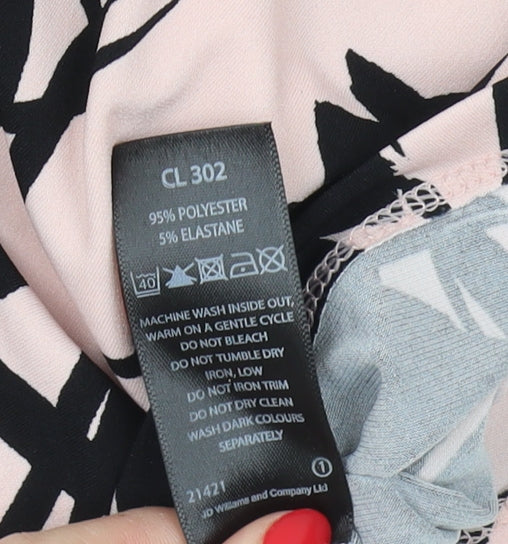 CL 302
95% POLYESTER
5% ELASTANE
40
MACHINE WASH INSIDE OUT,
WARM ON A GENTLE CYCLE
DO NOT BLEACH
DO NOT TUMBLE DRY
IRON, LOW
DO NOT IRON TRIM
DO NOT DRY CLEAN
WASH DARK COLOURS
SEPARATELY
1
21421
JD Williams and Company Ltd